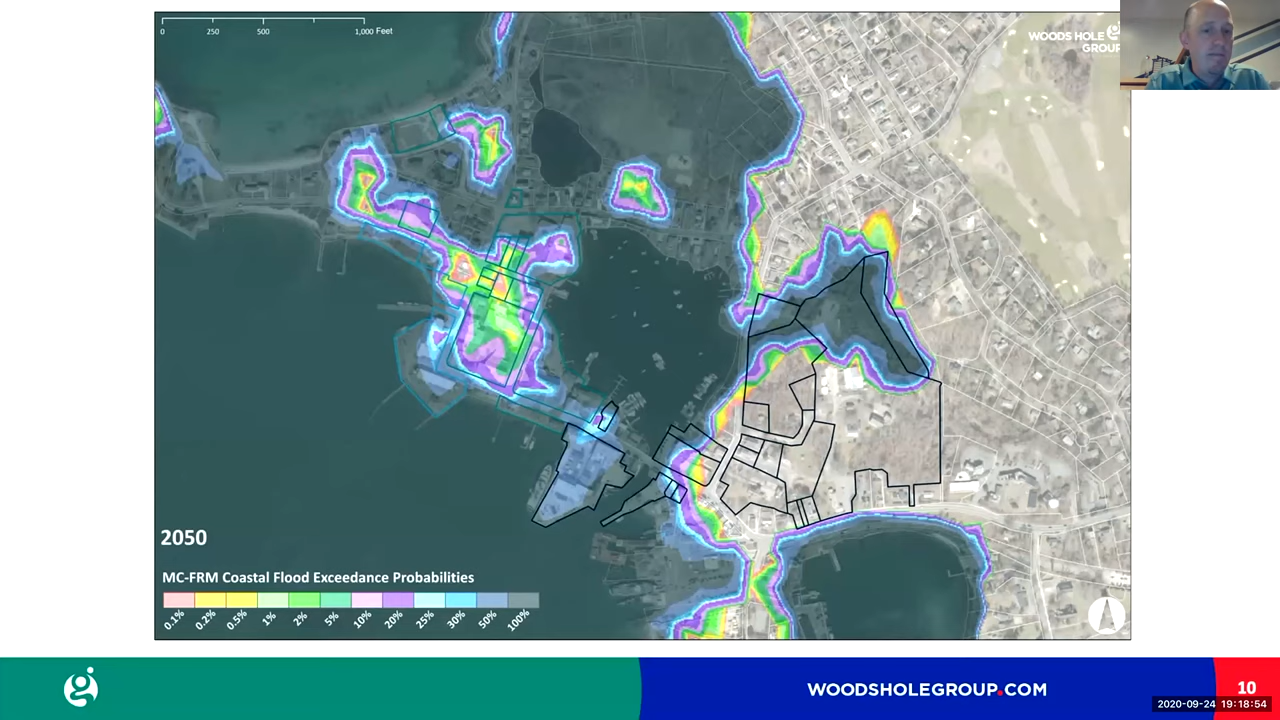 0 250 500 1,000 Feet
WOODS HOLE
GROUP
2050
MC-FRM Coastal Flood Exceedance Probabilities
0.1% 0.2% 0.5% 1% 2% 5% 10% 20% 25% 30% 50% 100%
WOODSHOLEGROUP.COM
10
2020-09-24 19:18:54